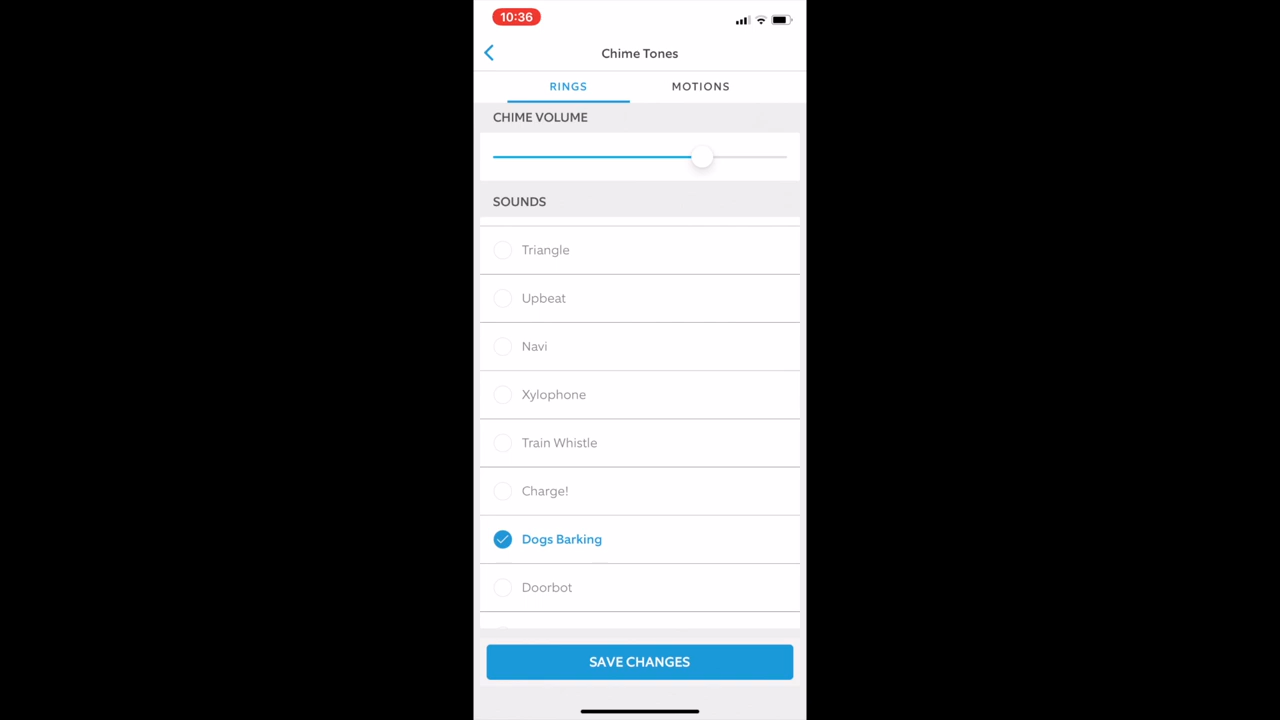 10:36
Chime Tones
RINGS
MOTIONS
CHIME VOLUME
SOUNDS
Triangle
Upbeat
Navi
Xylophone
Train Whistle
Charge!
Dogs Barking
Doorbot
SAVE CHANGES